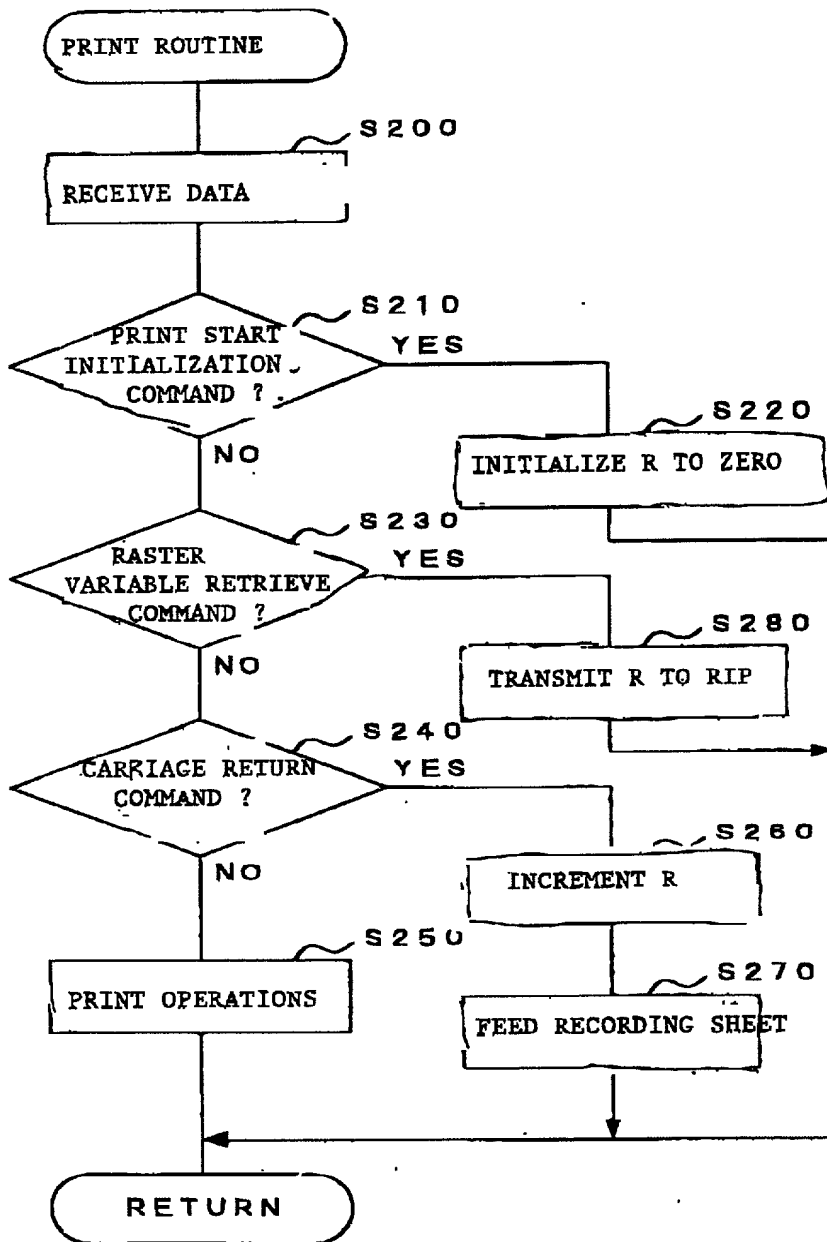 PRINT ROUTINE
S200
RECEIVE DATA
S210
PRINT START
INITIALIZATION
COMMAND ?
YES
NO
S220
INITIALIZE R TO ZERO
S230
RASTER
VARIABLE RETRIEVE
COMMAND ?
YES
NO
S280
TRANSMIT R TO RIP
S240
CARRIAGE RETURN
COMMAND ?
YES
NO
S260
INCREMENT R
S250
PRINT OPERATIONS
S270
FEED RECORDING SHEET
RETURN